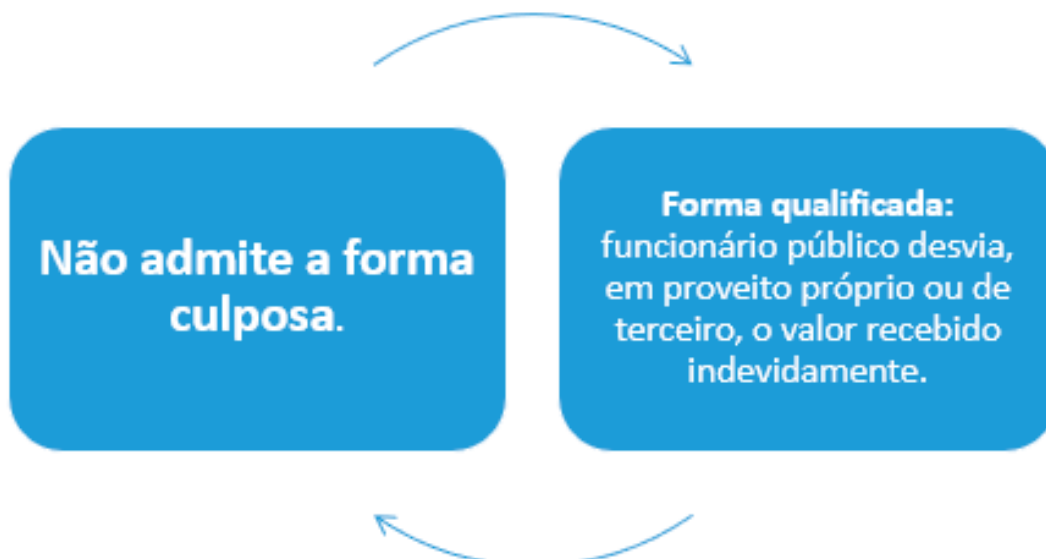 Não admite a forma
culposa.
Forma qualificada:
funcionário público desvia,
em proveito próprio ou de
terceiro, o valor recebido
indevidamente.